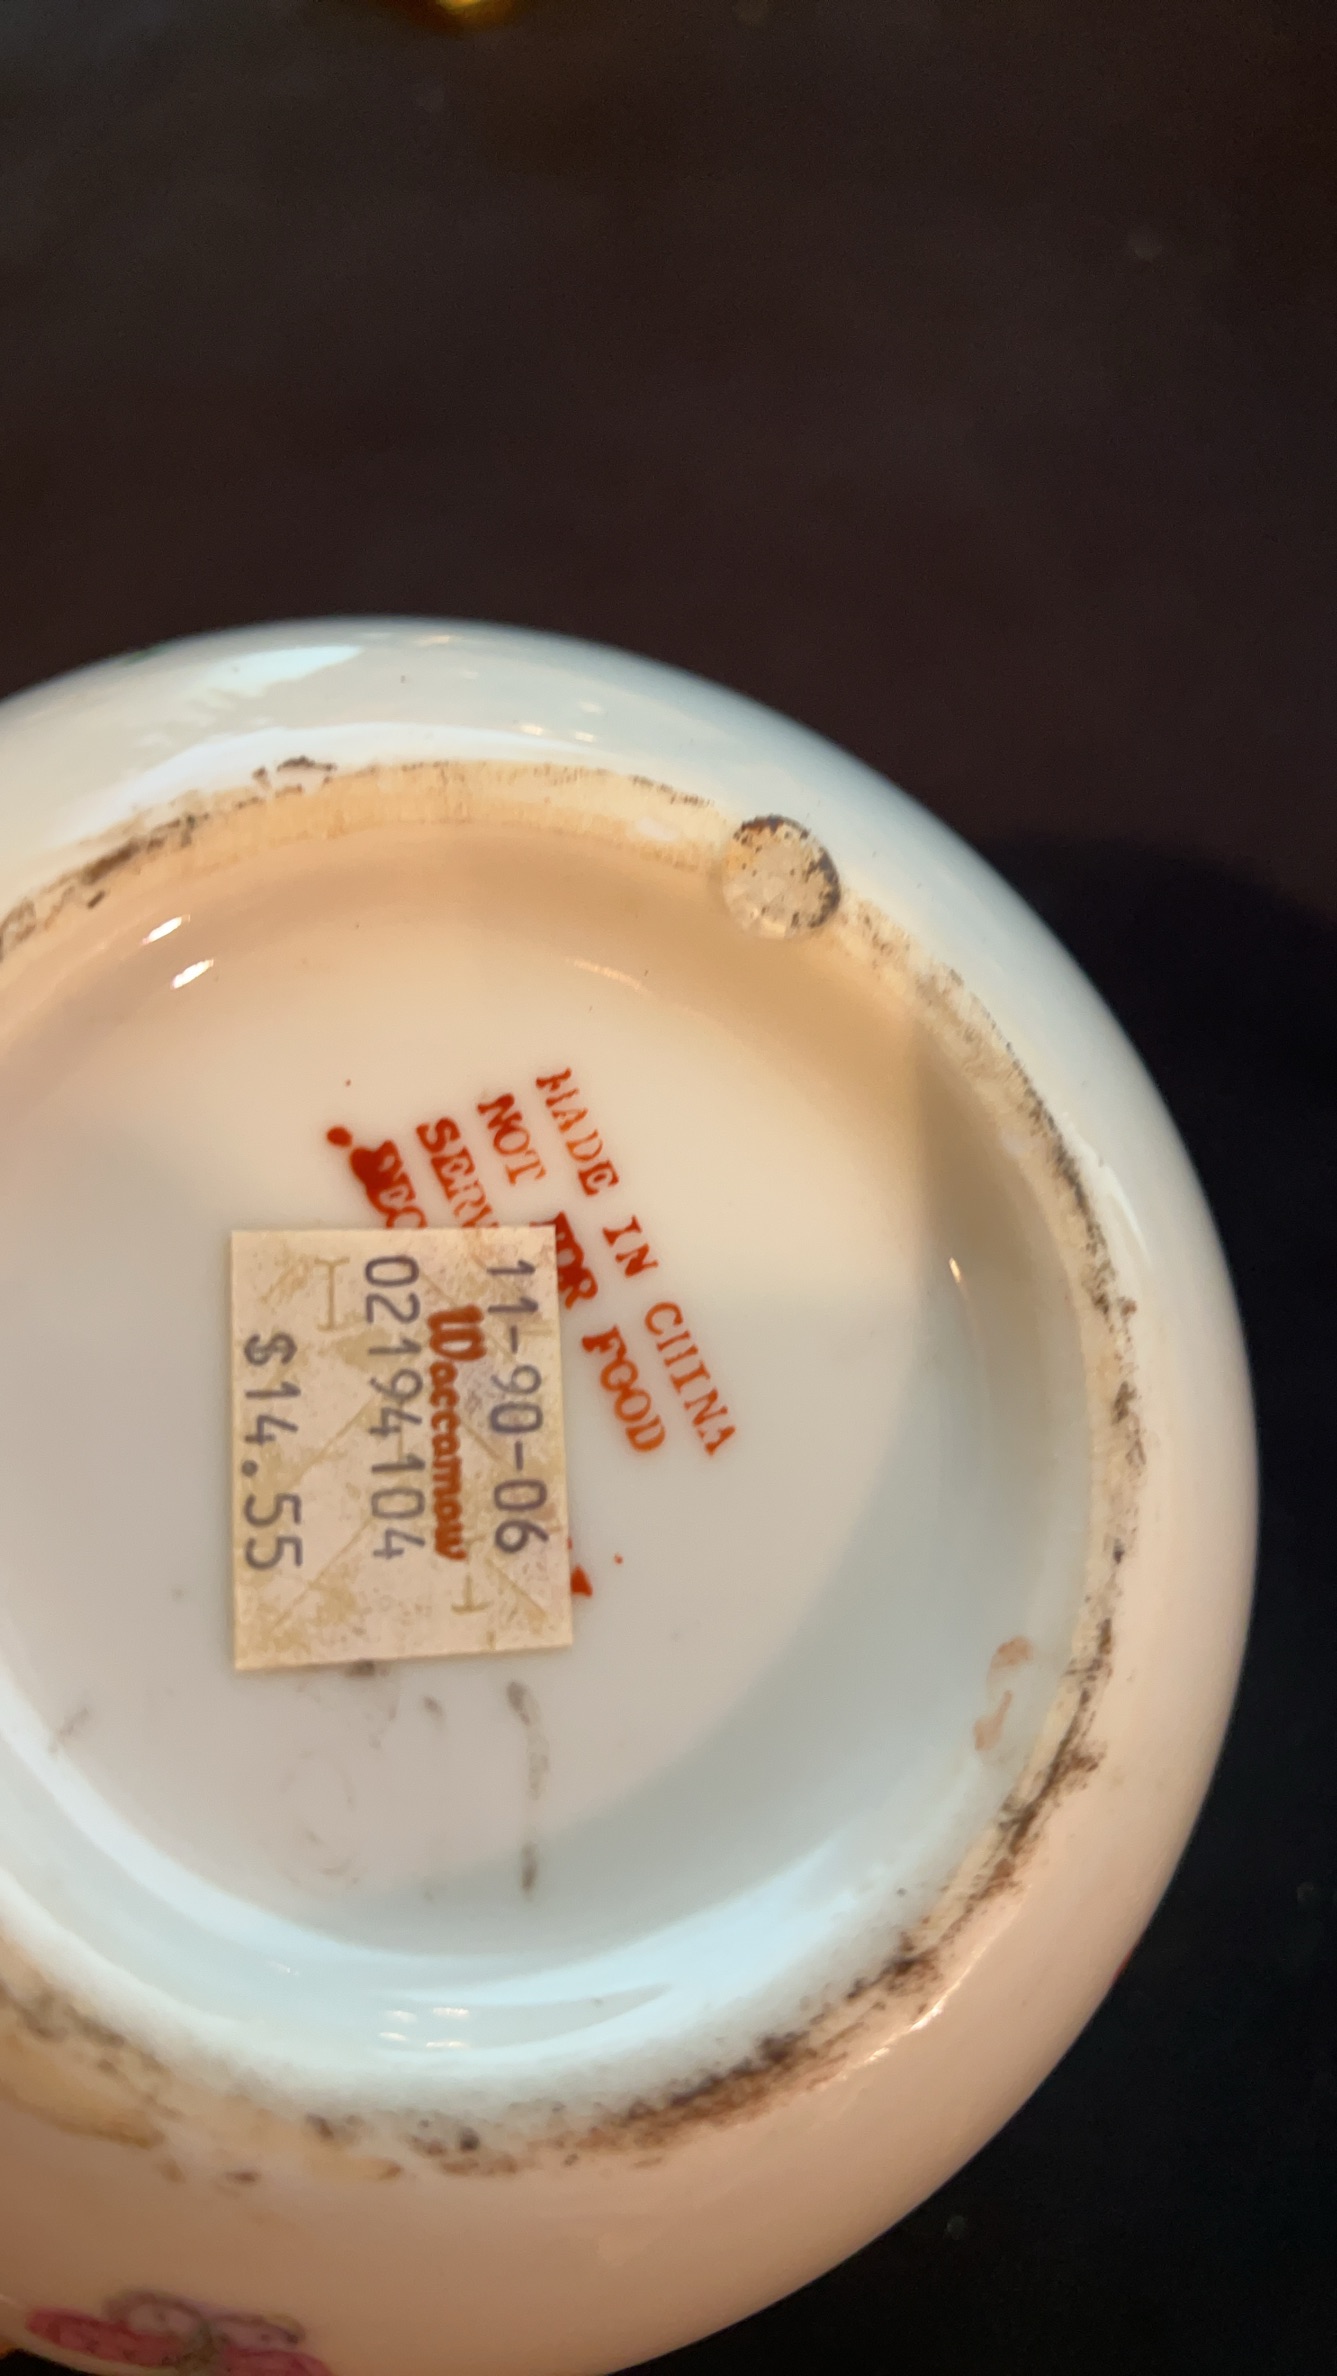 MADE IN CHINA
NOT FOR FOOD
11-90-06
Waccamaw
02194104
$14.55